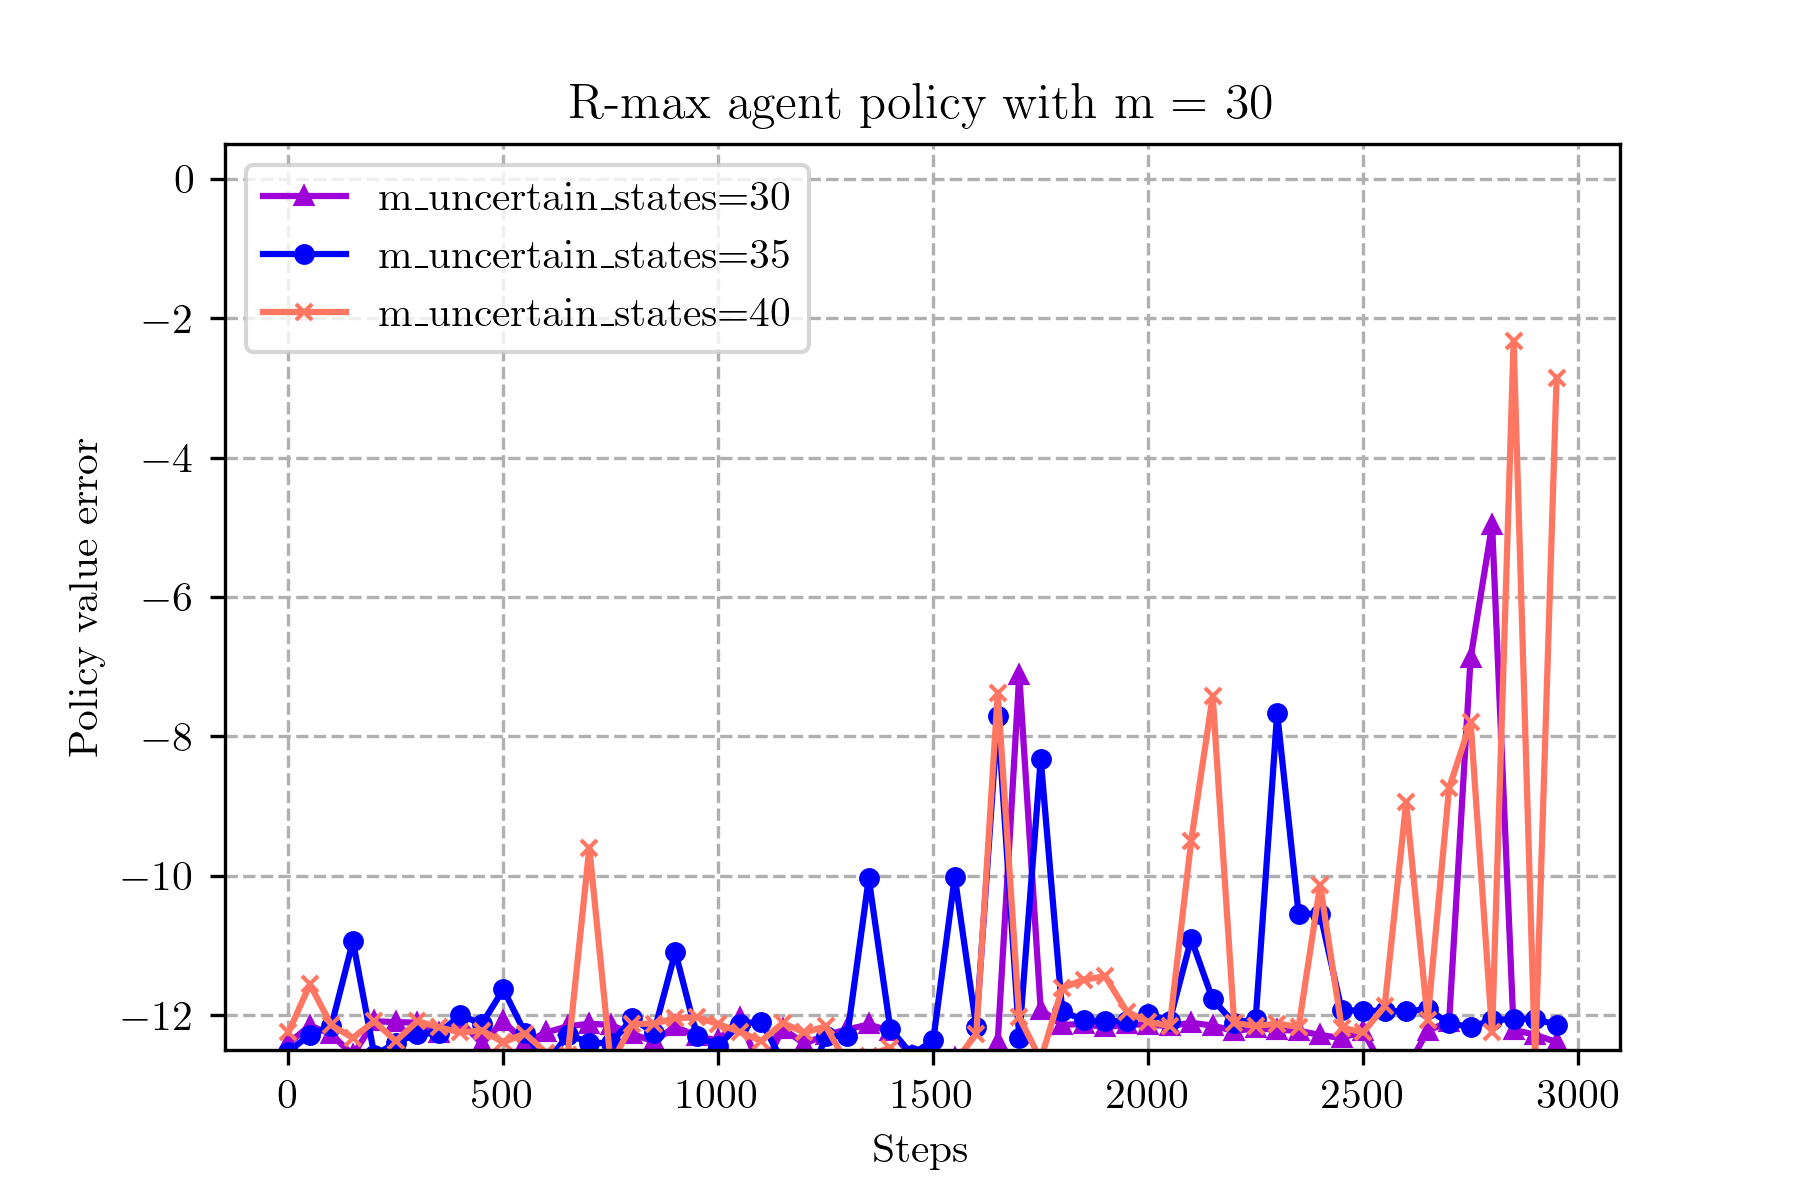 R-max agent policy with m = 30
m_uncertain_states=30
m_uncertain_states=35
m_uncertain_states=40
0
−2
−4
−6
−8
−10
−12
Policy value error
0 500 1000 1500 2000 2500 3000
Steps